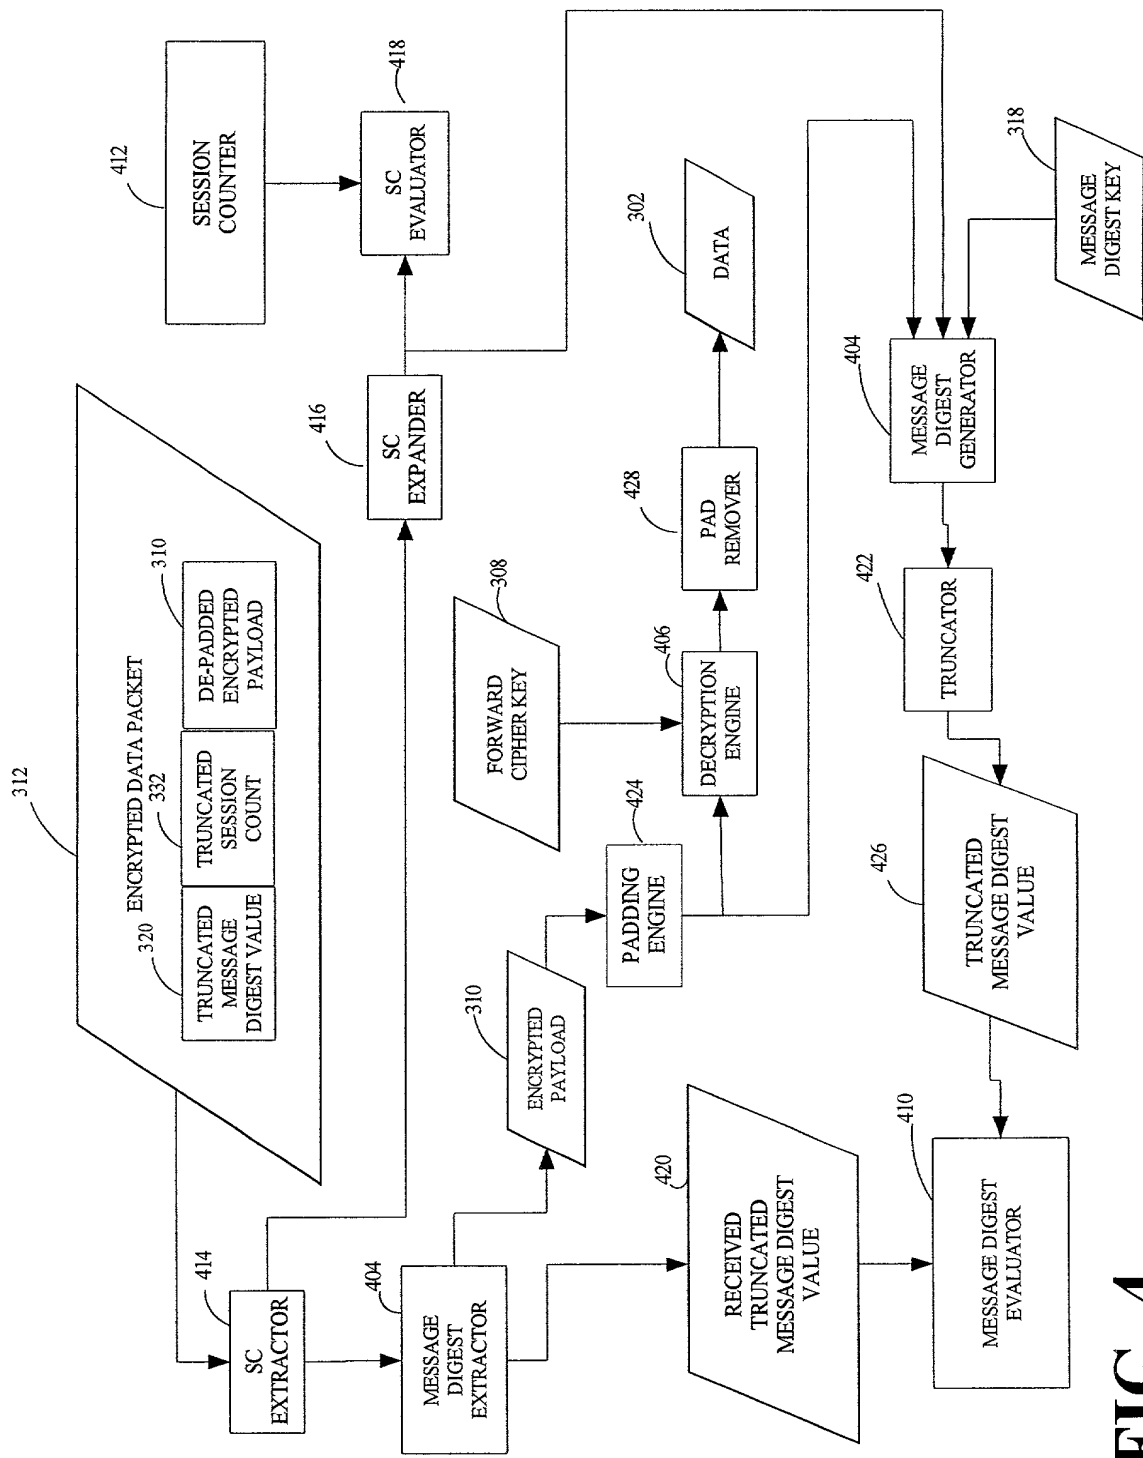 312
ENCRYPTED DATA PACKET
320
TRUNCATED
MESSAGE
DIGEST VALUE
332
TRUNCATED
SESSION
COUNT
310
DE-PADDED
ENCRYPTED
PAYLOAD
412
SESSION
COUNTER
414
SC
EXTRACTOR
416
SC
EXPANDER
418
SC
EVALUATOR
404
MESSAGE
DIGEST
EXTRACTOR
310
ENCRYPTED
PAYLOAD
308
FORWARD
CIPHER KEY
424
PADDING
ENGINE
406
DECRYPTION
ENGINE
428
PAD
REMOVER
302
DATA
420
RECEIVED
TRUNCATED
MESSAGE DIGEST
VALUE
410
MESSAGE DIGEST
EVALUATOR
426
TRUNCATED
MESSAGE DIGEST
VALUE
422
TRUNCATOR
404
MESSAGE
DIGEST
GENERATOR
318
MESSAGE
DIGEST KEY
FIG. 4